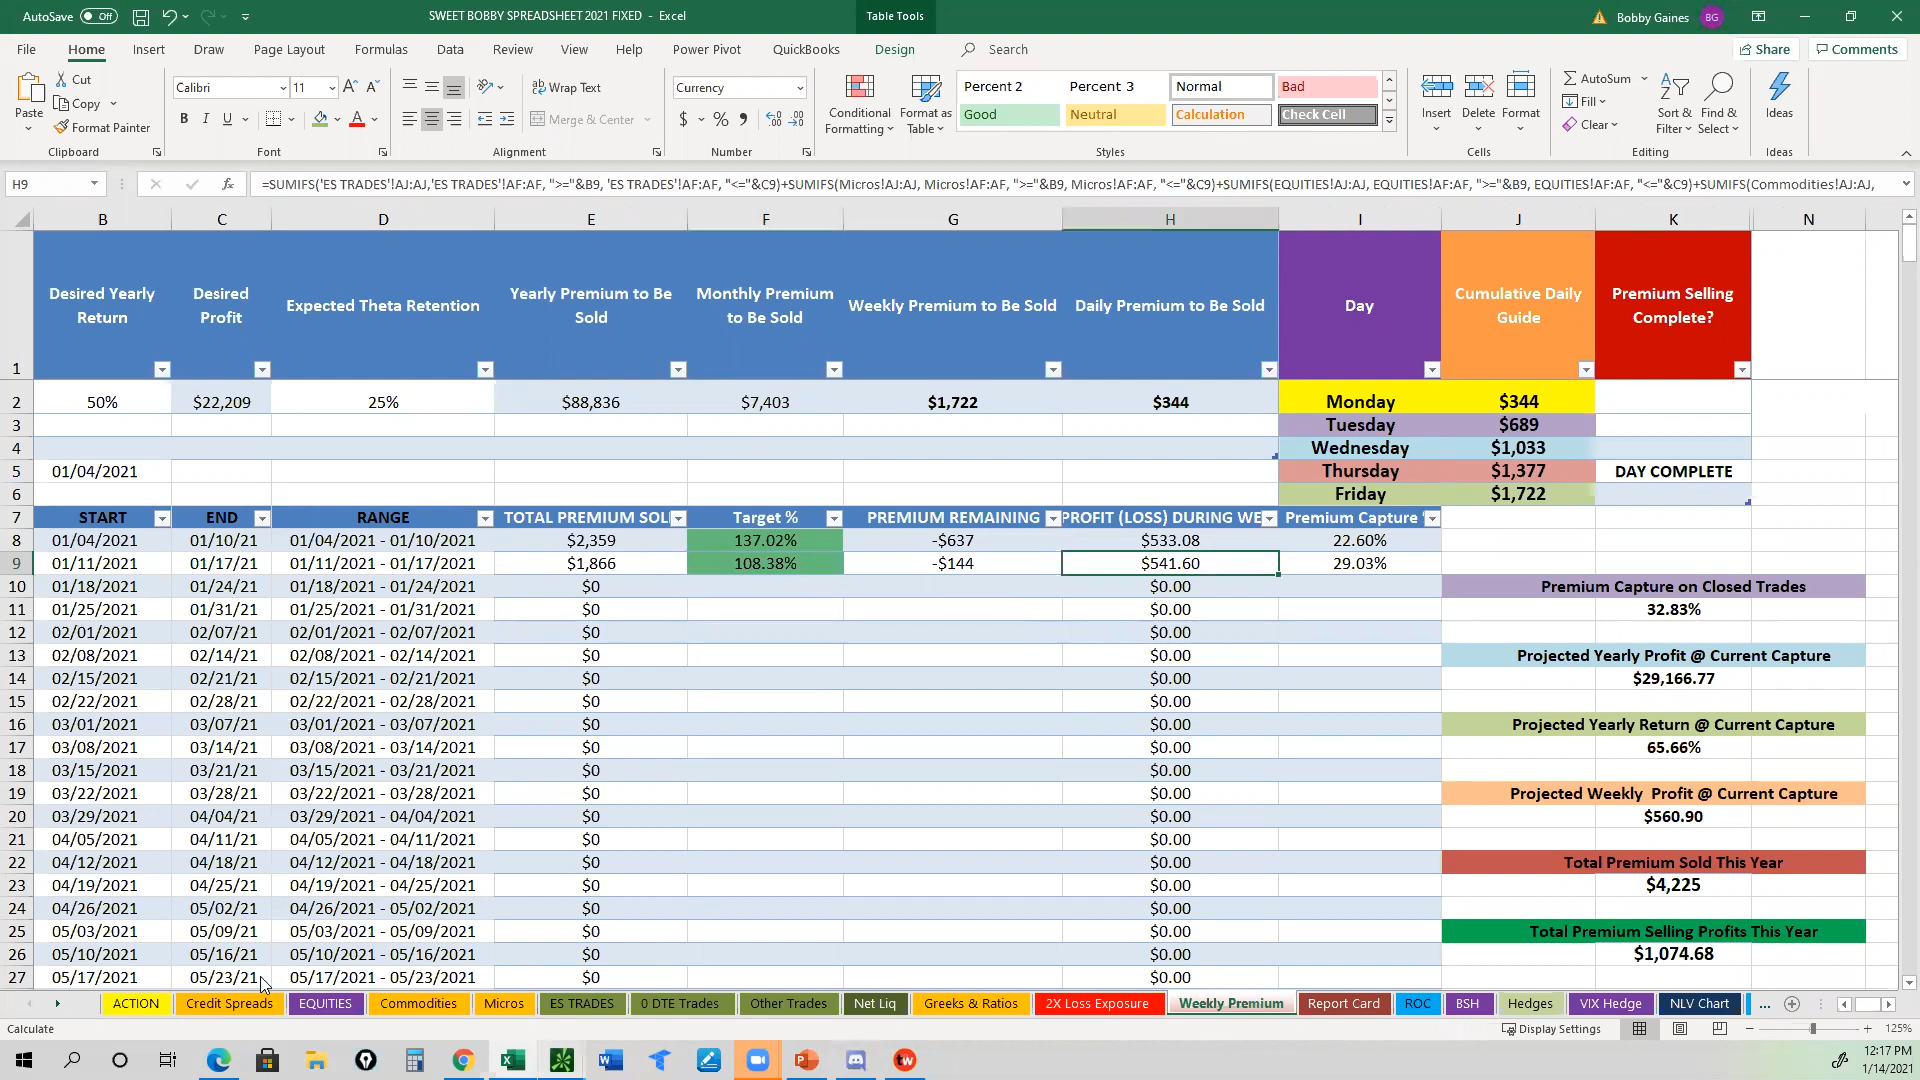 AutoSave Off
SWEET BOBBY SPREADSHEET 2021 FIXED - Excel
Table Tools
Bobby Gaines BG
File Home Insert Draw Page Layout Formulas Data Review View Help Power Pivot QuickBooks Design Search
Share Comments
Paste
Cut
Copy
Format Painter
Clipboard
Calibri 11
B I U
Font
Wrap Text
Merge & Center
Alignment
Currency
$ % 9
Number
Conditional Formatting
Format as Table
Percent 2 Percent 3 Normal Bad
Good Neutral Calculation Check Cell
Styles
Insert Delete Format
Cells
AutoSum
Fill
Clear
Sort & Filter
Find & Select
Editing
Ideas
Ideas
H9
fx
=SUMIFS('ES TRADES'!AJ:AJ,'ES TRADES'!AF:AF, ">="&B9, 'ES TRADES'!AF:AF, "<="&C9)+SUMIFS(Micros!AJ:AJ, Micros!AF:AF, ">="&B9, Micros!AF:AF, "<="&C9)+SUMIFS(EQUITIES!AJ:AJ, EQUITIES!AF:AF, ">="&B9, EQUITIES!AF:AF, "<="&C9)+SUMIFS(Commodities!AJ:AJ,
B C D E F G H I J K N
1 Desired Yearly Return Desired Profit Expected Theta Retention Yearly Premium to Be Sold Monthly Premium to Be Sold Weekly Premium to Be Sold Daily Premium to Be Sold Day Cumulative Daily Guide Premium Selling Complete?
2 50% $22,209 25% $88,836 $7,403 $1,722 $344 Monday $344
3 Tuesday $689
4 Wednesday $1,033
5 01/04/2021 Thursday $1,377 DAY COMPLETE
6 Friday $1,722
7 START END RANGE TOTAL PREMIUM SOL Target % PREMIUM REMAINING PROFIT (LOSS) DURING WE Premium Capture
8 01/04/2021 01/10/21 01/04/2021 - 01/10/2021 $2,359 137.02% -$637 $533.08 22.60%
9 01/11/2021 01/17/21 01/11/2021 - 01/17/2021 $1,866 108.38% -$144 $541.60 29.03%
10 01/18/2021 01/24/21 01/18/2021 - 01/24/2021 $0 $0.00 Premium Capture on Closed Trades
11 01/25/2021 01/31/21 01/25/2021 - 01/31/2021 $0 $0.00 32.83%
12 02/01/2021 02/07/21 02/01/2021 - 02/07/2021 $0 $0.00
13 02/08/2021 02/14/21 02/08/2021 - 02/14/2021 $0 $0.00 Projected Yearly Profit @ Current Capture
14 02/15/2021 02/21/21 02/15/2021 - 02/21/2021 $0 $0.00 $29,166.77
15 02/22/2021 02/28/21 02/22/2021 - 02/28/2021 $0 $0.00
16 03/01/2021 03/07/21 03/01/2021 - 03/07/2021 $0 $0.00 Projected Yearly Return @ Current Capture
17 03/08/2021 03/14/21 03/08/2021 - 03/14/2021 $0 $0.00 65.66%
18 03/15/2021 03/21/21 03/15/2021 - 03/21/2021 $0 $0.00
19 03/22/2021 03/28/21 03/22/2021 - 03/28/2021 $0 $0.00 Projected Weekly Profit @ Current Capture
20 03/29/2021 04/04/21 03/29/2021 - 04/04/2021 $0 $0.00 $560.90
21 04/05/2021 04/11/21 04/05/2021 - 04/11/2021 $0 $0.00
22 04/12/2021 04/18/21 04/12/2021 - 04/18/2021 $0 $0.00 Total Premium Sold This Year
23 04/19/2021 04/25/21 04/19/2021 - 04/25/2021 $0 $0.00 $4,225
24 04/26/2021 05/02/21 04/26/2021 - 05/02/2021 $0 $0.00
25 05/03/2021 05/09/21 05/03/2021 - 05/09/2021 $0 $0.00 Total Premium Selling Profits This Year
26 05/10/2021 05/16/21 05/10/2021 - 05/16/2021 $0 $0.00 $1,074.68
27 05/17/2021 05/23/21 05/17/2021 - 05/23/2021 $0 $0.00
ACTION Credit Spreads EQUITIES Commodities Micros ES TRADES 0 DTE Trades Other Trades Net Liq Greeks & Ratios 2X Loss Exposure Weekly Premium Report Card ROC BSH Hedges VIX Hedge NLV Chart ...
Calculate
Display Settings
125%
tw
12:17 PM
1/14/2021